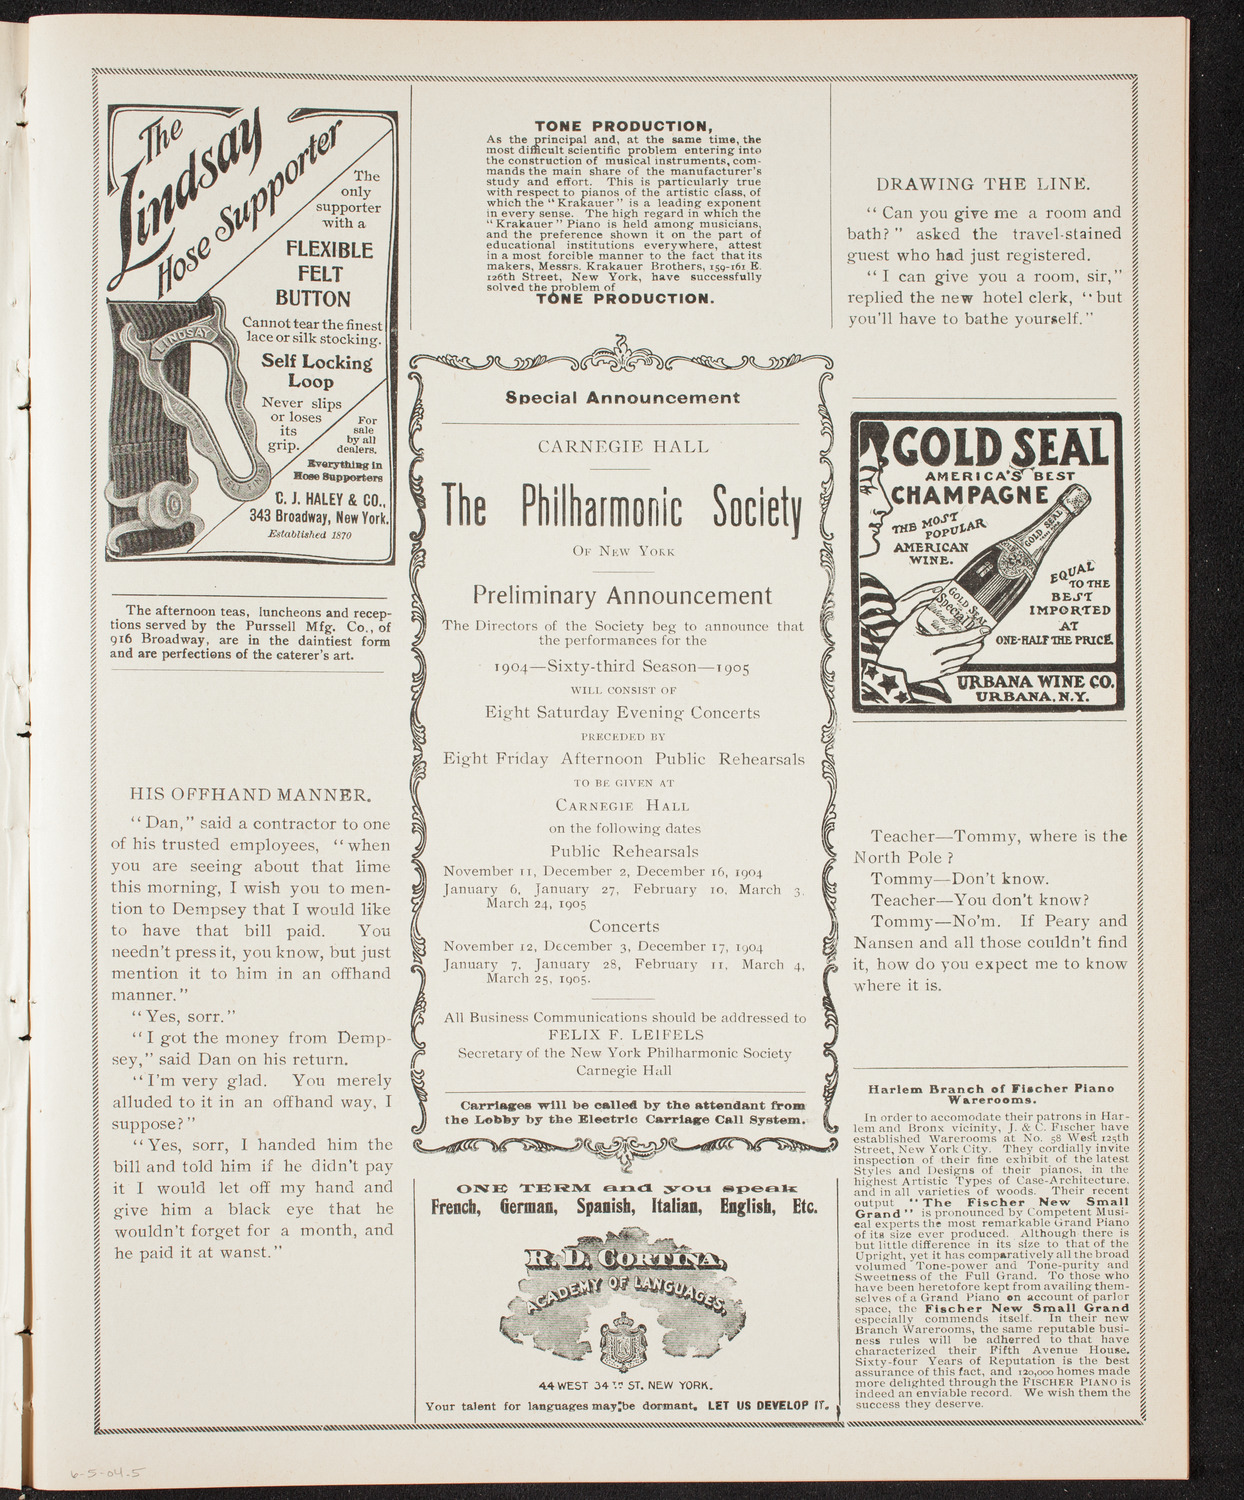 The
Lindsay
Hose Supporter
The
only
supporter
with a
FLEXIBLE
FELT
BUTTON
Cannot tear the finest
lace or silk stocking.
Self Locking
Loop
Never slips
or loses
its
grip.
For
sale
by all
dealers.
Everything in
Hose Supporters
C. J. HALEY & CO.,
343 Broadway, New York.
Established 1870
LINDSAY
The afternoon teas, luncheons and recep-
tions served by the Purssell Mfg. Co., of
916 Broadway, are in the daintiest form
and are perfections of the caterer's art.
HIS OFFHAND MANNER.
“Dan,” said a contractor to one
of his trusted employees, “when
you are seeing about that lime
this morning, I wish you to men-
tion to Dempsey that I would like
to have that bill paid. You
needn't press it, you know, but just
mention it to him in an offhand
manner.”
“Yes, sorr.”
“I got the money from Demp-
sey,” said Dan on his return.
“I'm very glad. You merely
alluded to it in an offhand way, I
suppose?”
“Yes, sorr, I handed him the
bill and told him if he didn't pay
it I would let off my hand and
give him a black eye that he
wouldn't forget for a month, and
he paid it at wanst.”
TONE PRODUCTION,
As the principal and, at the same time, the
most difficult scientific problem entering into
the construction of musical instruments, com-
mands the main share of the manufacturer's
study and effort. This is particularly true
with respect to pianos of the artistic class, of
which the “Krakauer” is a leading exponent
in every sense. The high regard in which the
“Krakauer” Piano is held among musicians,
and the preference shown it on the part of
educational institutions everywhere, attest
in a most forcible manner to the fact that its
makers, Messrs. Krakauer Brothers, 159-161 E.
126th Street, New York, have successfully
solved the problem of
TONE PRODUCTION.
Special Announcement
CARNEGIE HALL
The Philharmonic Society
OF NEW YORK
Preliminary Announcement
The Directors of the Society beg to announce that
the performances for the
1904—Sixty-third Season—1905
WILL CONSIST OF
Eight Saturday Evening Concerts
PRECEDED BY
Eight Friday Afternoon Public Rehearsals
TO BE GIVEN AT
CARNEGIE HALL
on the following dates
Public Rehearsals
November 11, December 2, December 16, 1904
January 6, January 27, February 10, March 3,
March 24, 1905
Concerts
November 12, December 3, December 17, 1904
January 7, January 28, February 11, March 4,
March 25, 1905.
All Business Communications should be addressed to
FELIX F. LEIFELS
Secretary of the New York Philharmonic Society
Carnegie Hall
Carriages will be called by the attendant from
the Lobby by the Electric Carriage Call System.
ONE TERM and you speak
French, German, Spanish, Italian, English, Etc.
R. D. CORTINA,
ACADEMY OF LANGUAGES,
44 WEST 34TH ST. NEW YORK.
Your talent for languages may be dormant. LET US DEVELOP IT.
DRAWING THE LINE.
“Can you give me a room and
bath?” asked the travel-stained
guest who had just registered.
“I can give you a room, sir,”
replied the new hotel clerk, “but
you'll have to bathe yourself.”
GOLD SEAL
AMERICA'S BEST
CHAMPAGNE
THE MOST
POPULAR
AMERICAN
WINE.
GOLD SEAL
GOLD SEAL
Special Dry
EQUAL
TO THE
BEST
IMPORTED
AT
ONE-HALF THE PRICE
URBANA WINE CO.
URBANA, N.Y.
Teacher—Tommy, where is the
North Pole?
Tommy—Don't know.
Teacher—You don't know?
Tommy—No'm. If Peary and
Nansen and all those couldn't find
it, how do you expect me to know
where it is.
Harlem Branch of Fischer Piano
Warerooms.
In order to accomodate their patrons in Har-
lem and Bronx vicinity, J. & C. Fischer have
established Warerooms at No. 58 West 125th
Street, New York City. They cordially invite
inspection of their fine exhibit of the latest
Styles and Designs of their pianos, in the
highest Artistic Types of Case-Architecture,
and in all varieties of woods. Their recent
output “The Fischer New Small
Grand” is pronounced by Competent Musi-
cal experts the most remarkable Grand Piano
of its size ever produced. Although there is
but little difference in its size to that of the
Upright, yet it has comparatively all the broad
volumed Tone-power and Tone-purity and
Sweetness of the Full Grand. To those who
have been heretofore kept from availing them-
selves of a Grand Piano on account of parlor
space, the Fischer New Small Grand
especially commends itself. In their new
Branch Warerooms, the same reputable busi-
ness rules will be adherred to that have
characterized their Fifth Avenue House.
Sixty-four Years of Reputation is the best
assurance of this fact, and 120,000 homes made
more delighted through the FISCHER PIANO is
indeed an enviable record. We wish them the
success they deserve.
6-5-04-5